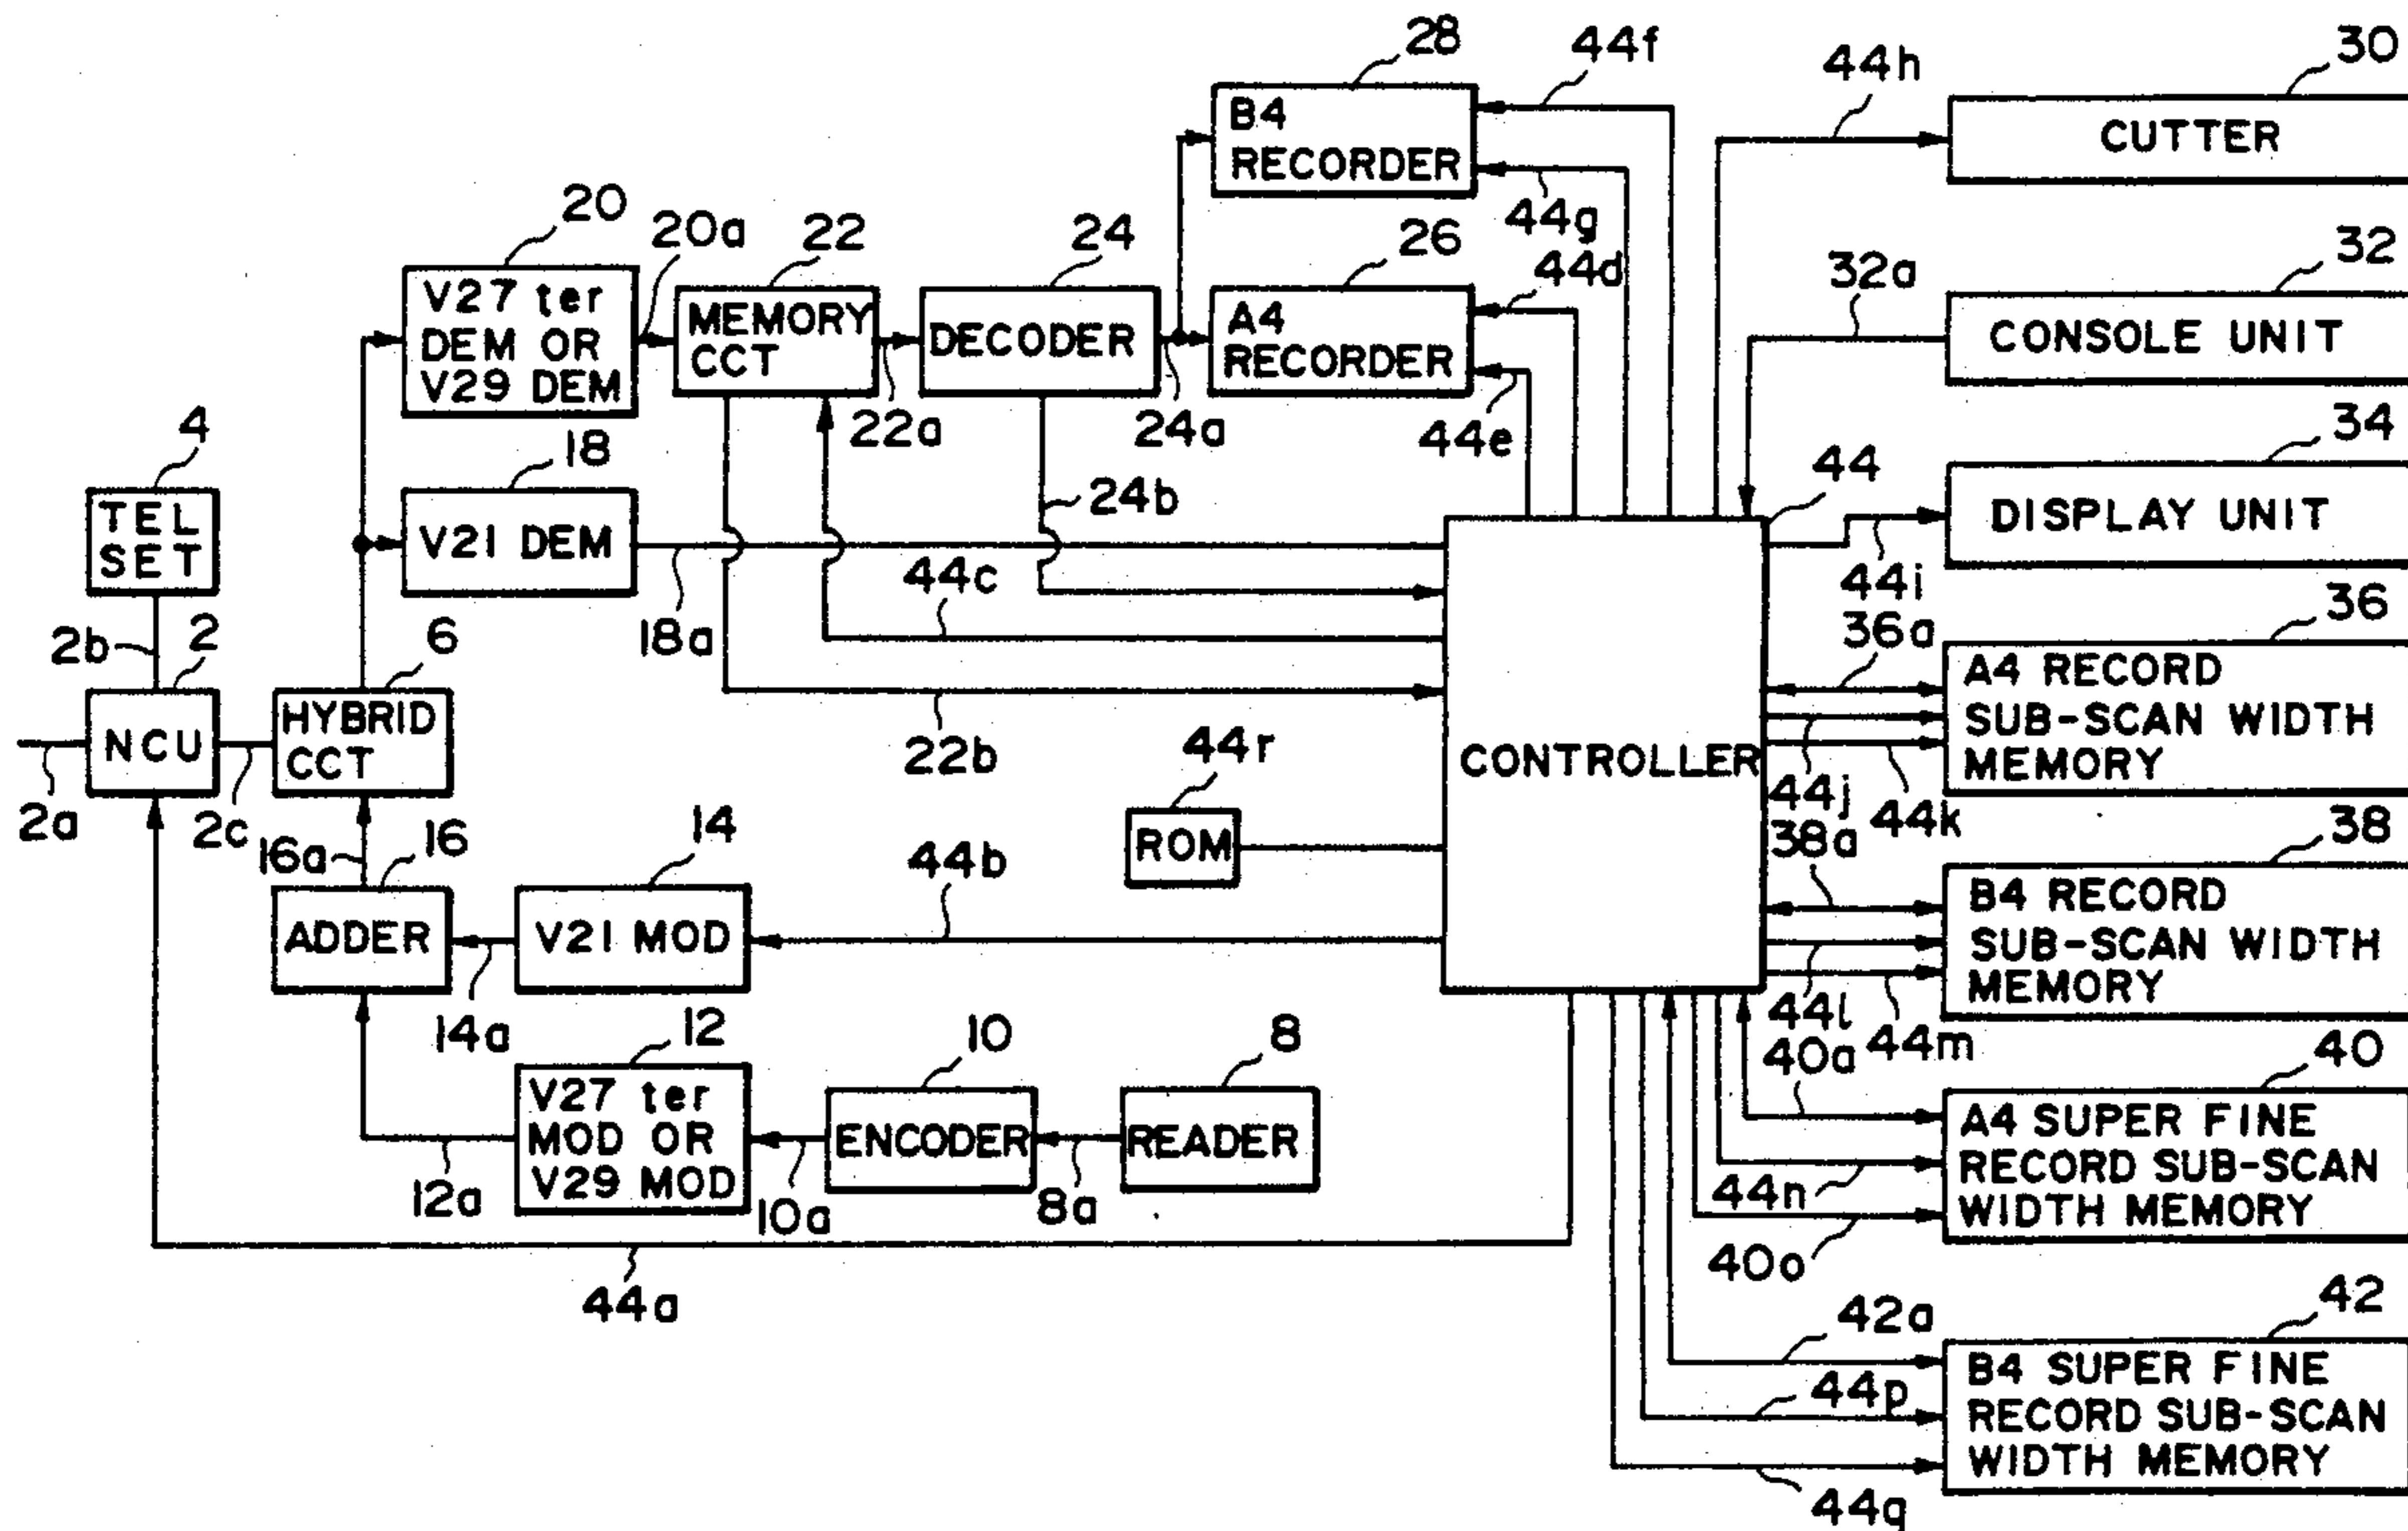 28
44f
44h
30
B4
RECORDER
CUTTER
20
20a
22
24
44g
26
44d
32a
32
V27 ter
DEM OR
V29 DEM
MEMORY
CCT
DECODER
A4
RECORDER
CONSOLE UNIT
4
18
22a
24a
44e
44
34
TEL
SET
V21 DEM
24b
DISPLAY UNIT
44i
2b
2
6
18a
44c
36a
36
NCU
HYBRID
CCT
22b
44r
CONTROLLER
A4 RECORD
SUB-SCAN WIDTH
MEMORY
2a
2c
16a
16
14
44b
ROM
44j
44k
38a
38
ADDER
V21 MOD
B4 RECORD
SUB-SCAN WIDTH
MEMORY
14a
12
10
8
44l
44m
40a
40
V27 ter
MOD OR
V29 MOD
ENCODER
READER
A4 SUPER FINE
RECORD SUB-SCAN
WIDTH MEMORY
12a
10a
8a
44n
40o
44a
42a
42
44p
B4 SUPER FINE
RECORD SUB-SCAN
WIDTH MEMORY
44q